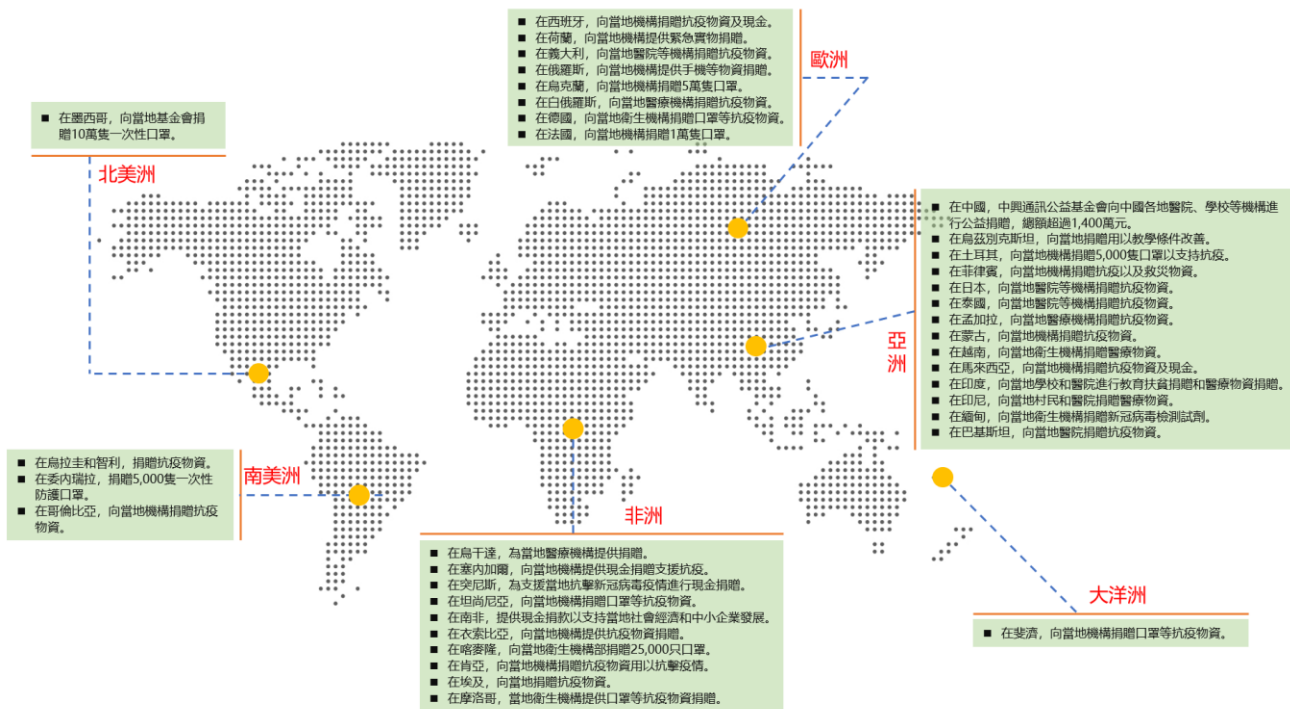 ■ 在西班牙，向當地機構捐贈抗疫物資及現金。
■ 在荷蘭，向當地機構提供緊急實物捐贈。
■ 在義大利，向當地醫院等機構捐贈抗疫物資。
■ 在俄羅斯，向當地機構提供手機等物資捐贈。
■ 在烏克蘭，向當地機構捐贈5萬隻口罩。
■ 在白俄羅斯，向當地醫療機構捐贈抗疫物資。
■ 在德國，向當地衛生機構捐贈口罩等抗疫物資。
■ 在法國，向當地機構捐贈1萬隻口罩。
歐洲
■ 在墨西哥，向當地基金會捐
贈10萬隻一次性口罩。
北美洲
■ 在中國，中興通訊公益基金會向中國各地醫院、學校等機構進
行公益捐贈，總額超過1,400萬元。
■ 在烏茲別克斯坦，向當地捐贈用以教學條件改善。
■ 在土耳其，向當地機構捐贈5,000隻口罩以支持抗疫。
■ 在菲律賓，向當地機構捐贈抗疫以及救災物資。
■ 在日本，向當地醫院等機構捐贈抗疫物資。
■ 在泰國，向當地醫院等機構捐贈抗疫物資。
■ 在孟加拉，向當地醫療機構捐贈抗疫物資。
■ 在蒙古，向當地機構捐贈抗疫物資。
■ 在越南，向當地衛生機構捐贈醫療物資。
■ 在馬來西亞，向當地機構捐贈抗疫物資及現金。
■ 在印度，向當地學校和醫院進行教育扶貧捐贈和醫療物資捐贈。
■ 在印尼，向當地村民和醫院捐贈醫療物資。
■ 在緬甸，向當地衛生機構捐贈新冠病毒檢測試劑。
■ 在巴基斯坦，向當地醫院捐贈抗疫物資。
亞洲
■ 在烏拉圭和智利，捐贈抗疫物資。
■ 在委內瑞拉，捐贈5,000隻一次性
防護口罩。
■ 在哥倫比亞，向當地機構捐贈抗疫
物資。
南美洲
非洲
■ 在烏干達，為當地醫療機構提供捐贈。
■ 在塞內加爾，向當地機構提供現金捐贈支援抗疫。
■ 在突尼斯，為支援當地抗擊新冠病毒疫情進行現金捐贈。
■ 在坦尚尼亞，向當地機構捐贈口罩等抗疫物資。
■ 在南非，提供現金捐款以支持當地社會經濟和中小企業發展。
■ 在衣索比亞，向當地機構提供抗疫物資捐贈。
■ 在喀麥隆，向當地衛生機構部捐贈25,000只口罩。
■ 在肯亞，向當地機構捐贈抗疫物資用以抗擊疫情。
■ 在埃及，向當地捐贈抗疫物資。
■ 在摩洛哥，當地衛生機構提供口罩等抗疫物資捐贈。
大洋洲
■ 在斐濟，向當地機構捐贈口罩等抗疫物資。